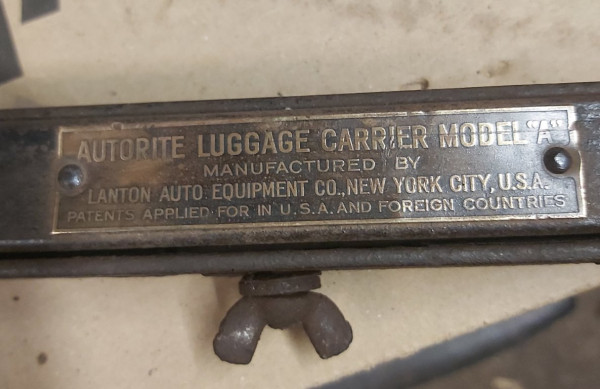 AUTORITE LUGGAGE CARRIER MODEL "A"
MANUFACTURED BY
LANTON AUTO EQUIPMENT CO., NEW YORK CITY, U.S.A.
PATENTS APPLIED FOR IN U.S.A. AND FOREIGN COUNTRIES